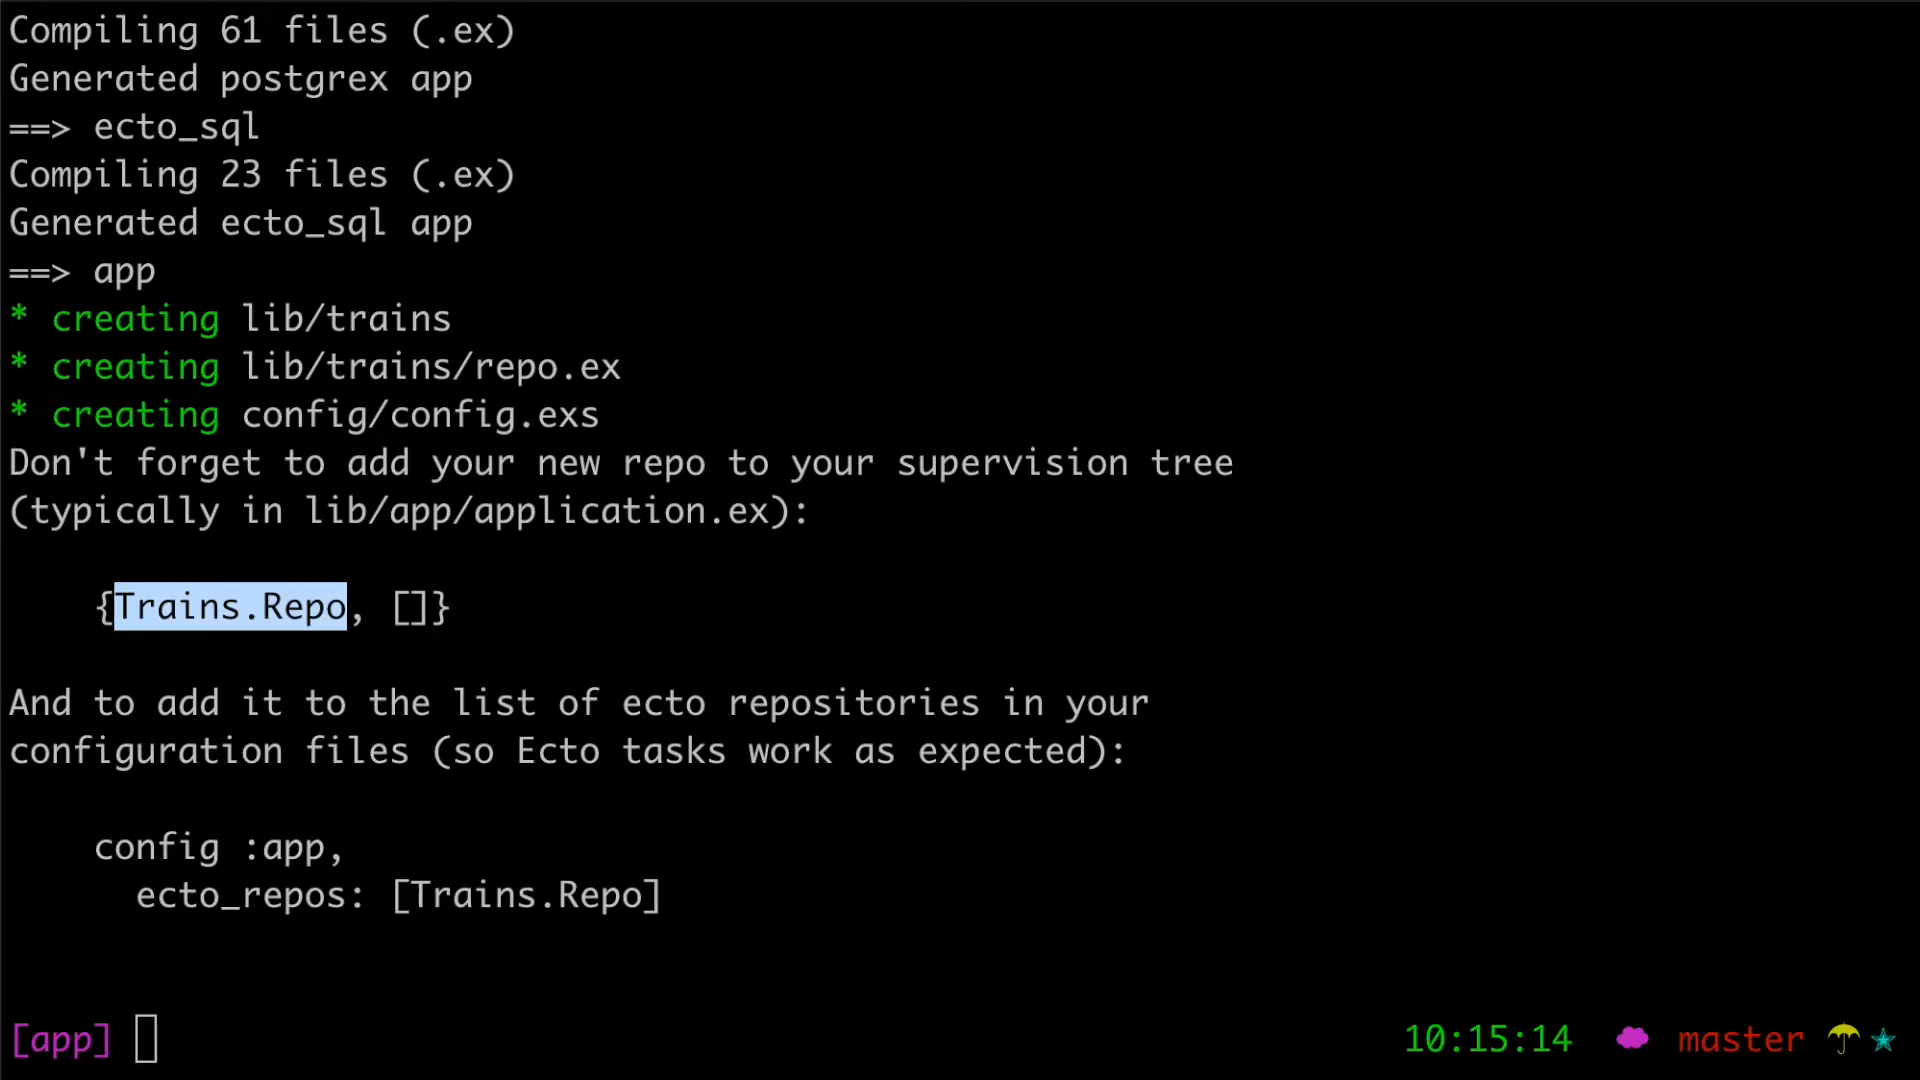 Compiling 61 files (.ex)
Generated postgrex app
==> ecto_sql
Compiling 23 files (.ex)
Generated ecto_sql app
==> app
* creating lib/trains
* creating lib/trains/repo.ex
* creating config/config.exs
Don't forget to add your new repo to your supervision tree
(typically in lib/app/application.ex):
{Trains.Repo, []}
And to add it to the list of ecto repositories in your
configuration files (so Ecto tasks work as expected):
config :app,
ecto_repos: [Trains.Repo]
[app] 10:15:14 master